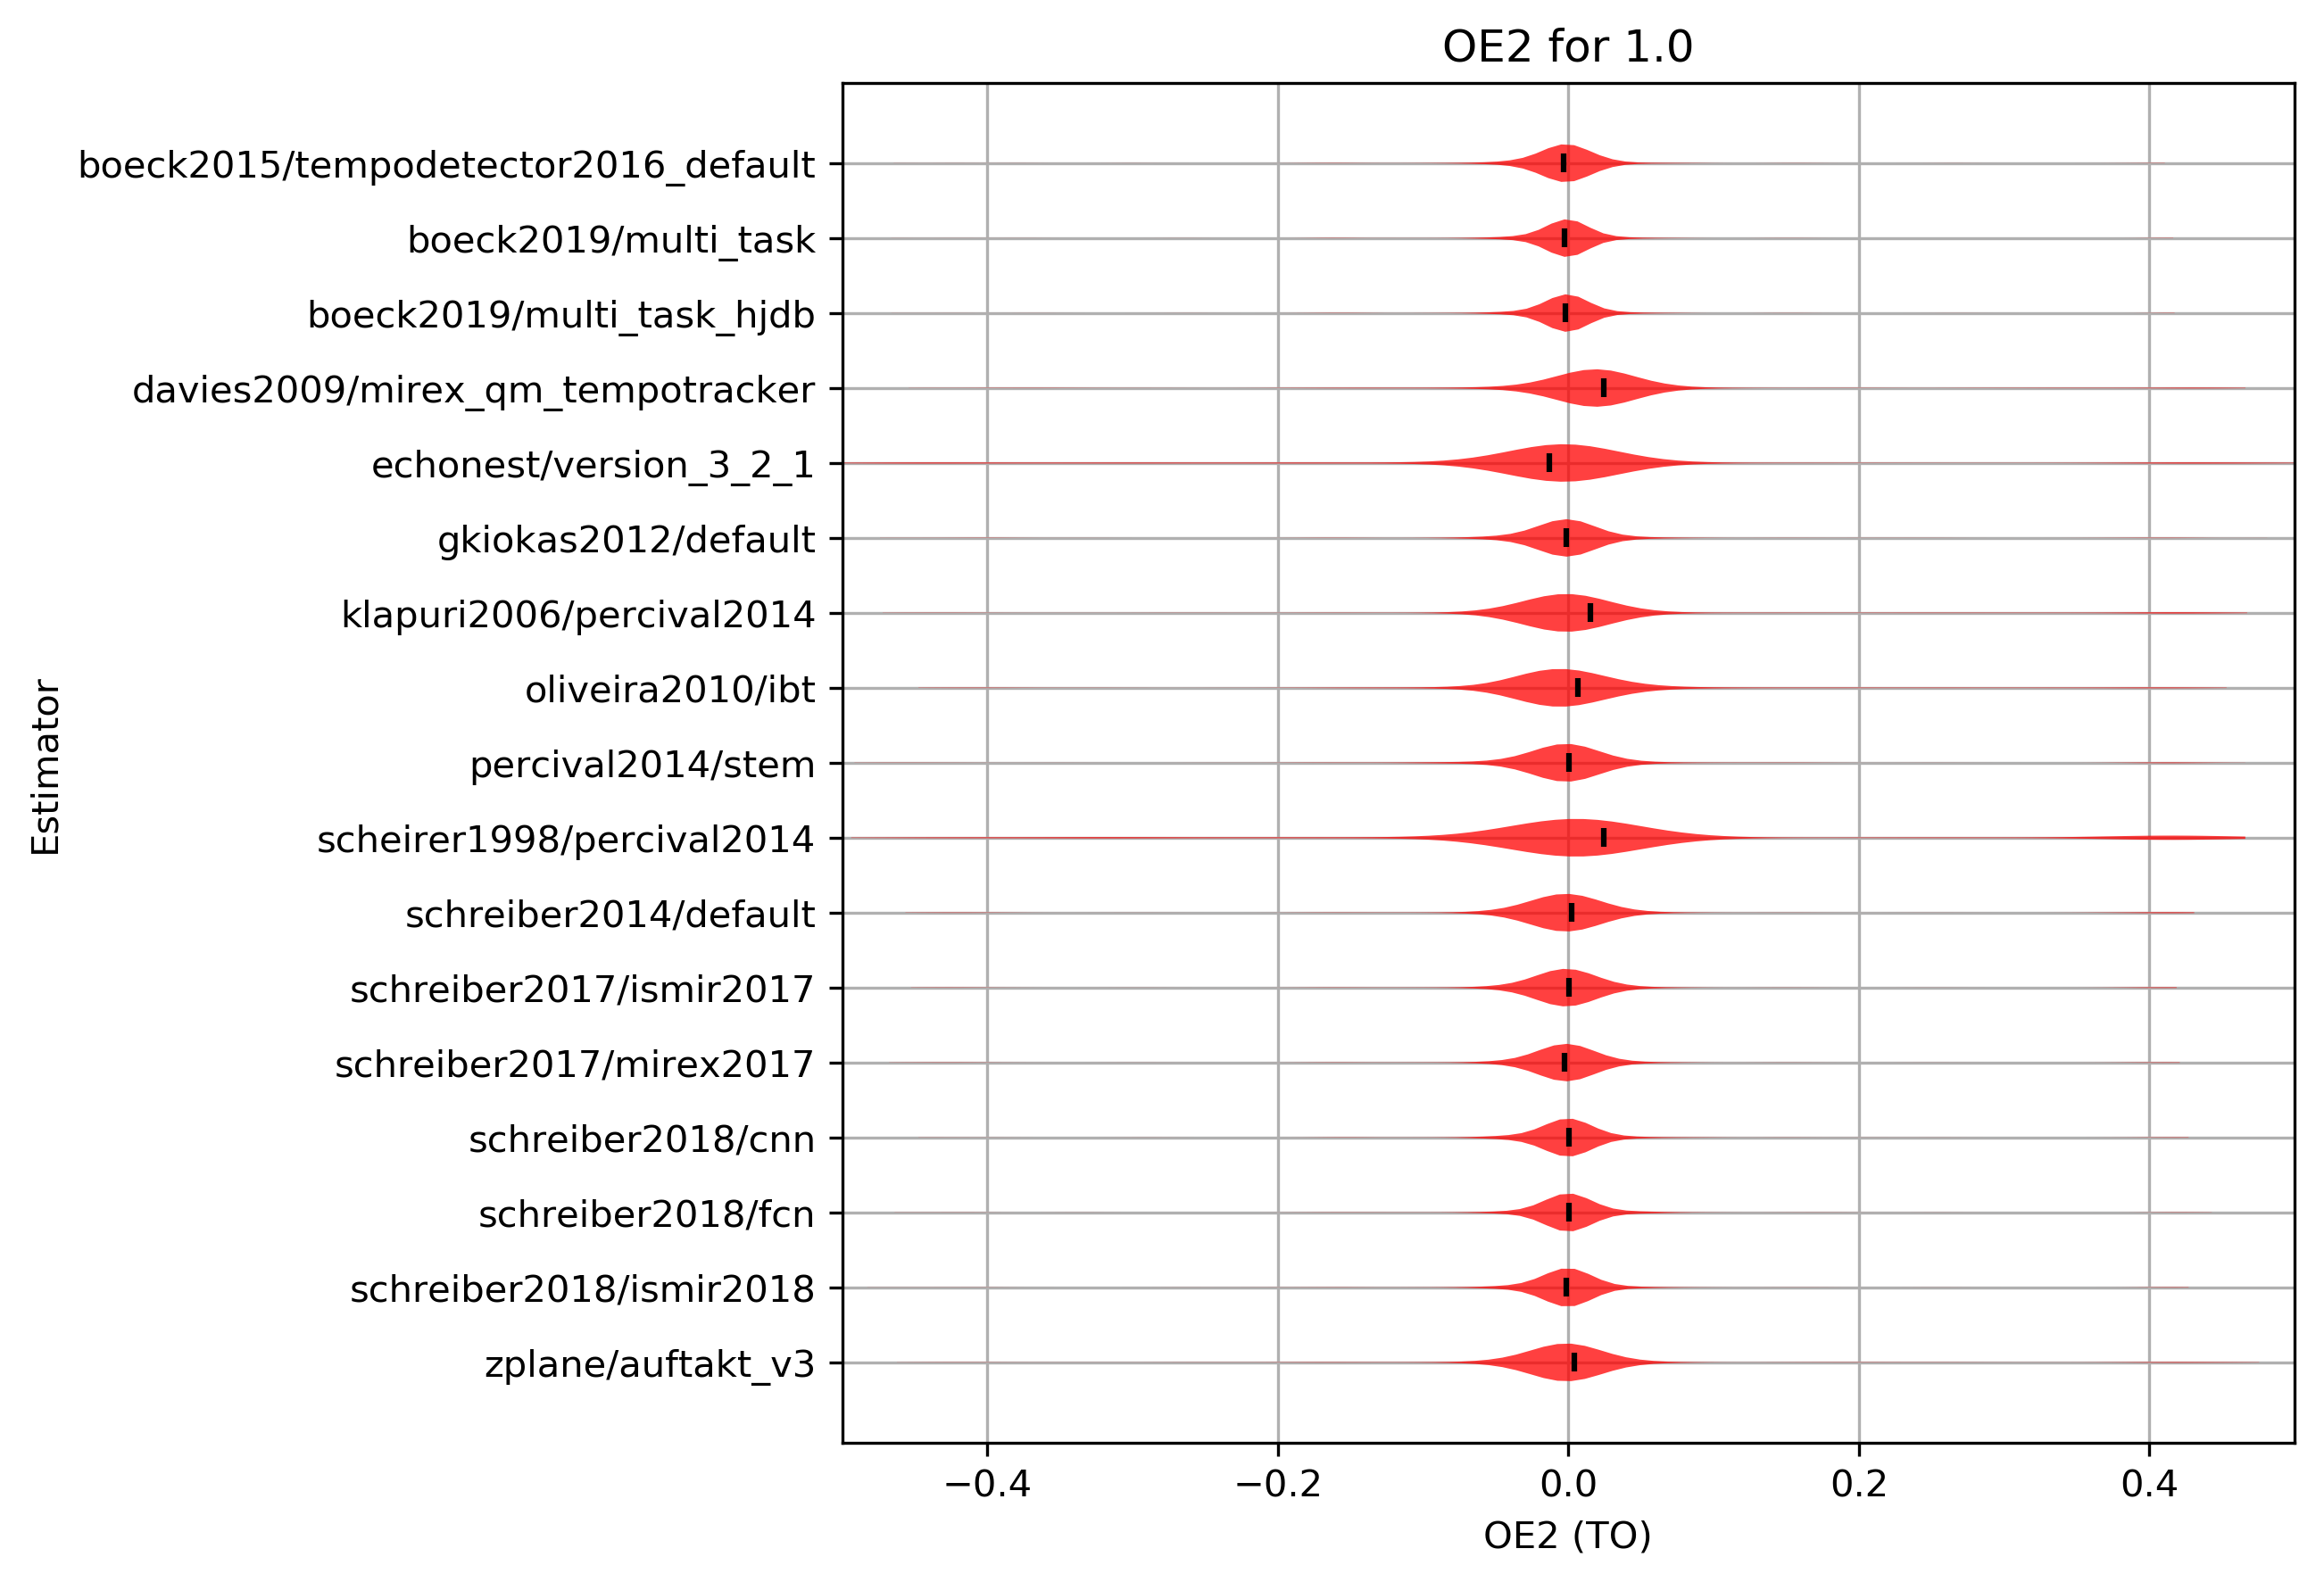 OE2 for 1.0
boeck2015/tempodetector2016_default
boeck2019/multi_task
boeck2019/multi_task_hjdb
davies2009/mirex_qm_tempotracker
echonest/version_3_2_1
gkiokas2012/default
klapuri2006/percival2014
oliveira2010/ibt
percival2014/stem
scheirer1998/percival2014
schreiber2014/default
schreiber2017/ismir2017
schreiber2017/mirex2017
schreiber2018/cnn
schreiber2018/fcn
schreiber2018/ismir2018
zplane/auftakt_v3
Estimator
−0.4 −0.2 0.0 0.2 0.4
OE2 (TO)